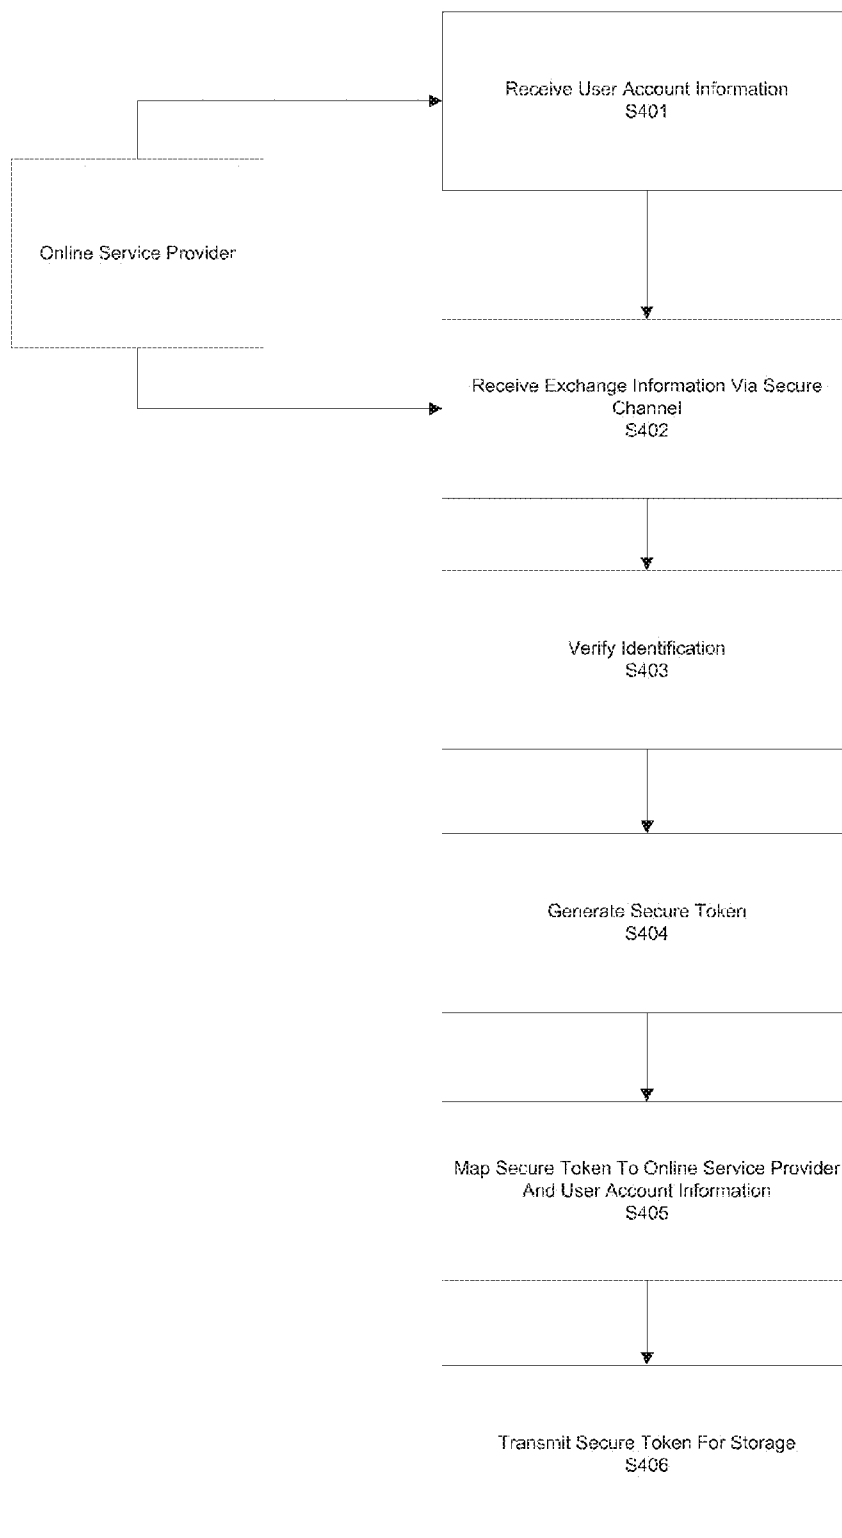 Receive User Account Information
S401
Online Service Provider
Receive Exchange Information Via Secure
Channel
S402
Verify Identification
S403
Generate Secure Token
S404
Map Secure Token To Online Service Provider
And User Account Information
S405
Transmit Secure Token For Storage
S406